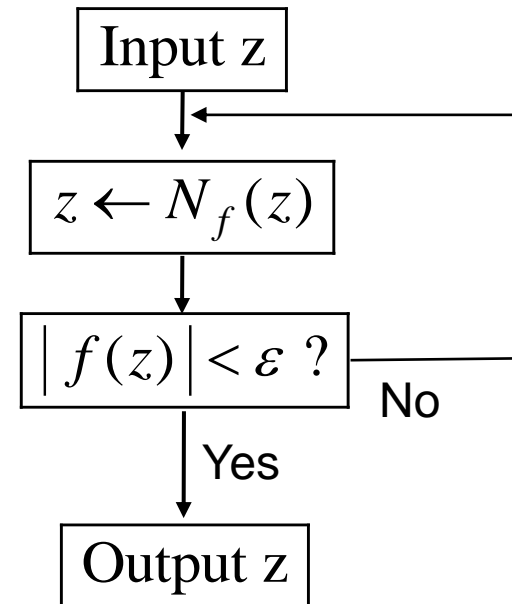 Input z
z ← N_f(z)
|f(z)| < ε ?
No
Yes
Output z